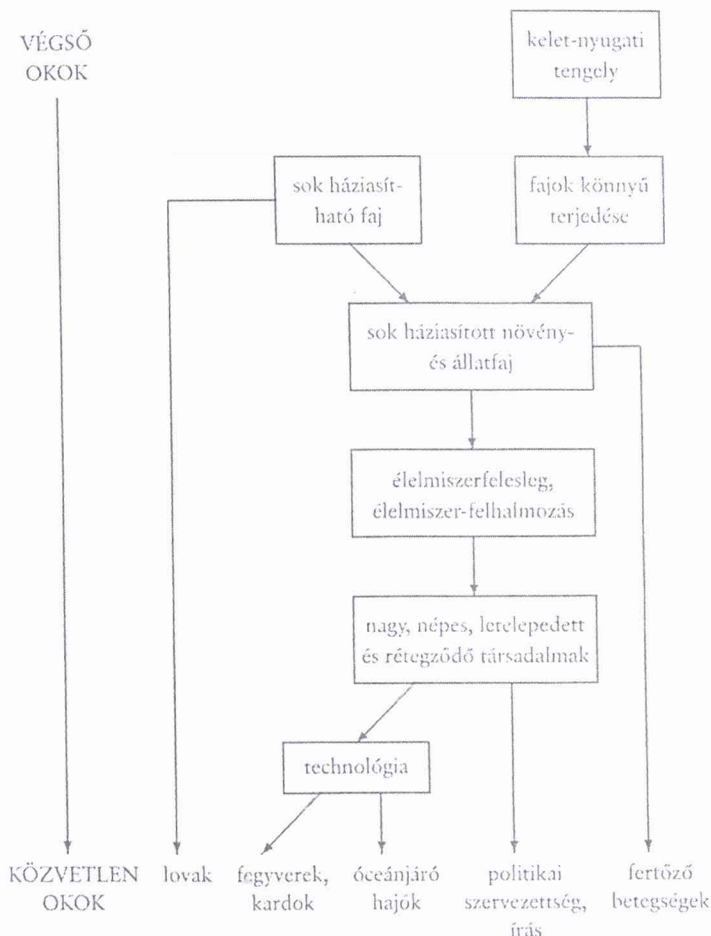 VÉGSŐ
OKOK
kelet-nyugati
tengely
sok háziasít-
ható faj
fajok könnyű
terjedése
sok háziasított növény-
és állatfaj
élelmiszerfelesleg,
élelmiszer-felhalmozás
nagy, népes, letelepedett
és rétegződő társadalmak
technológia
KÖZVETLEN
OKOK
lovak
fegyverek,
kardok
óceánjáró
hajók
politikai
szervezettség,
írás
fertőző
betegségek